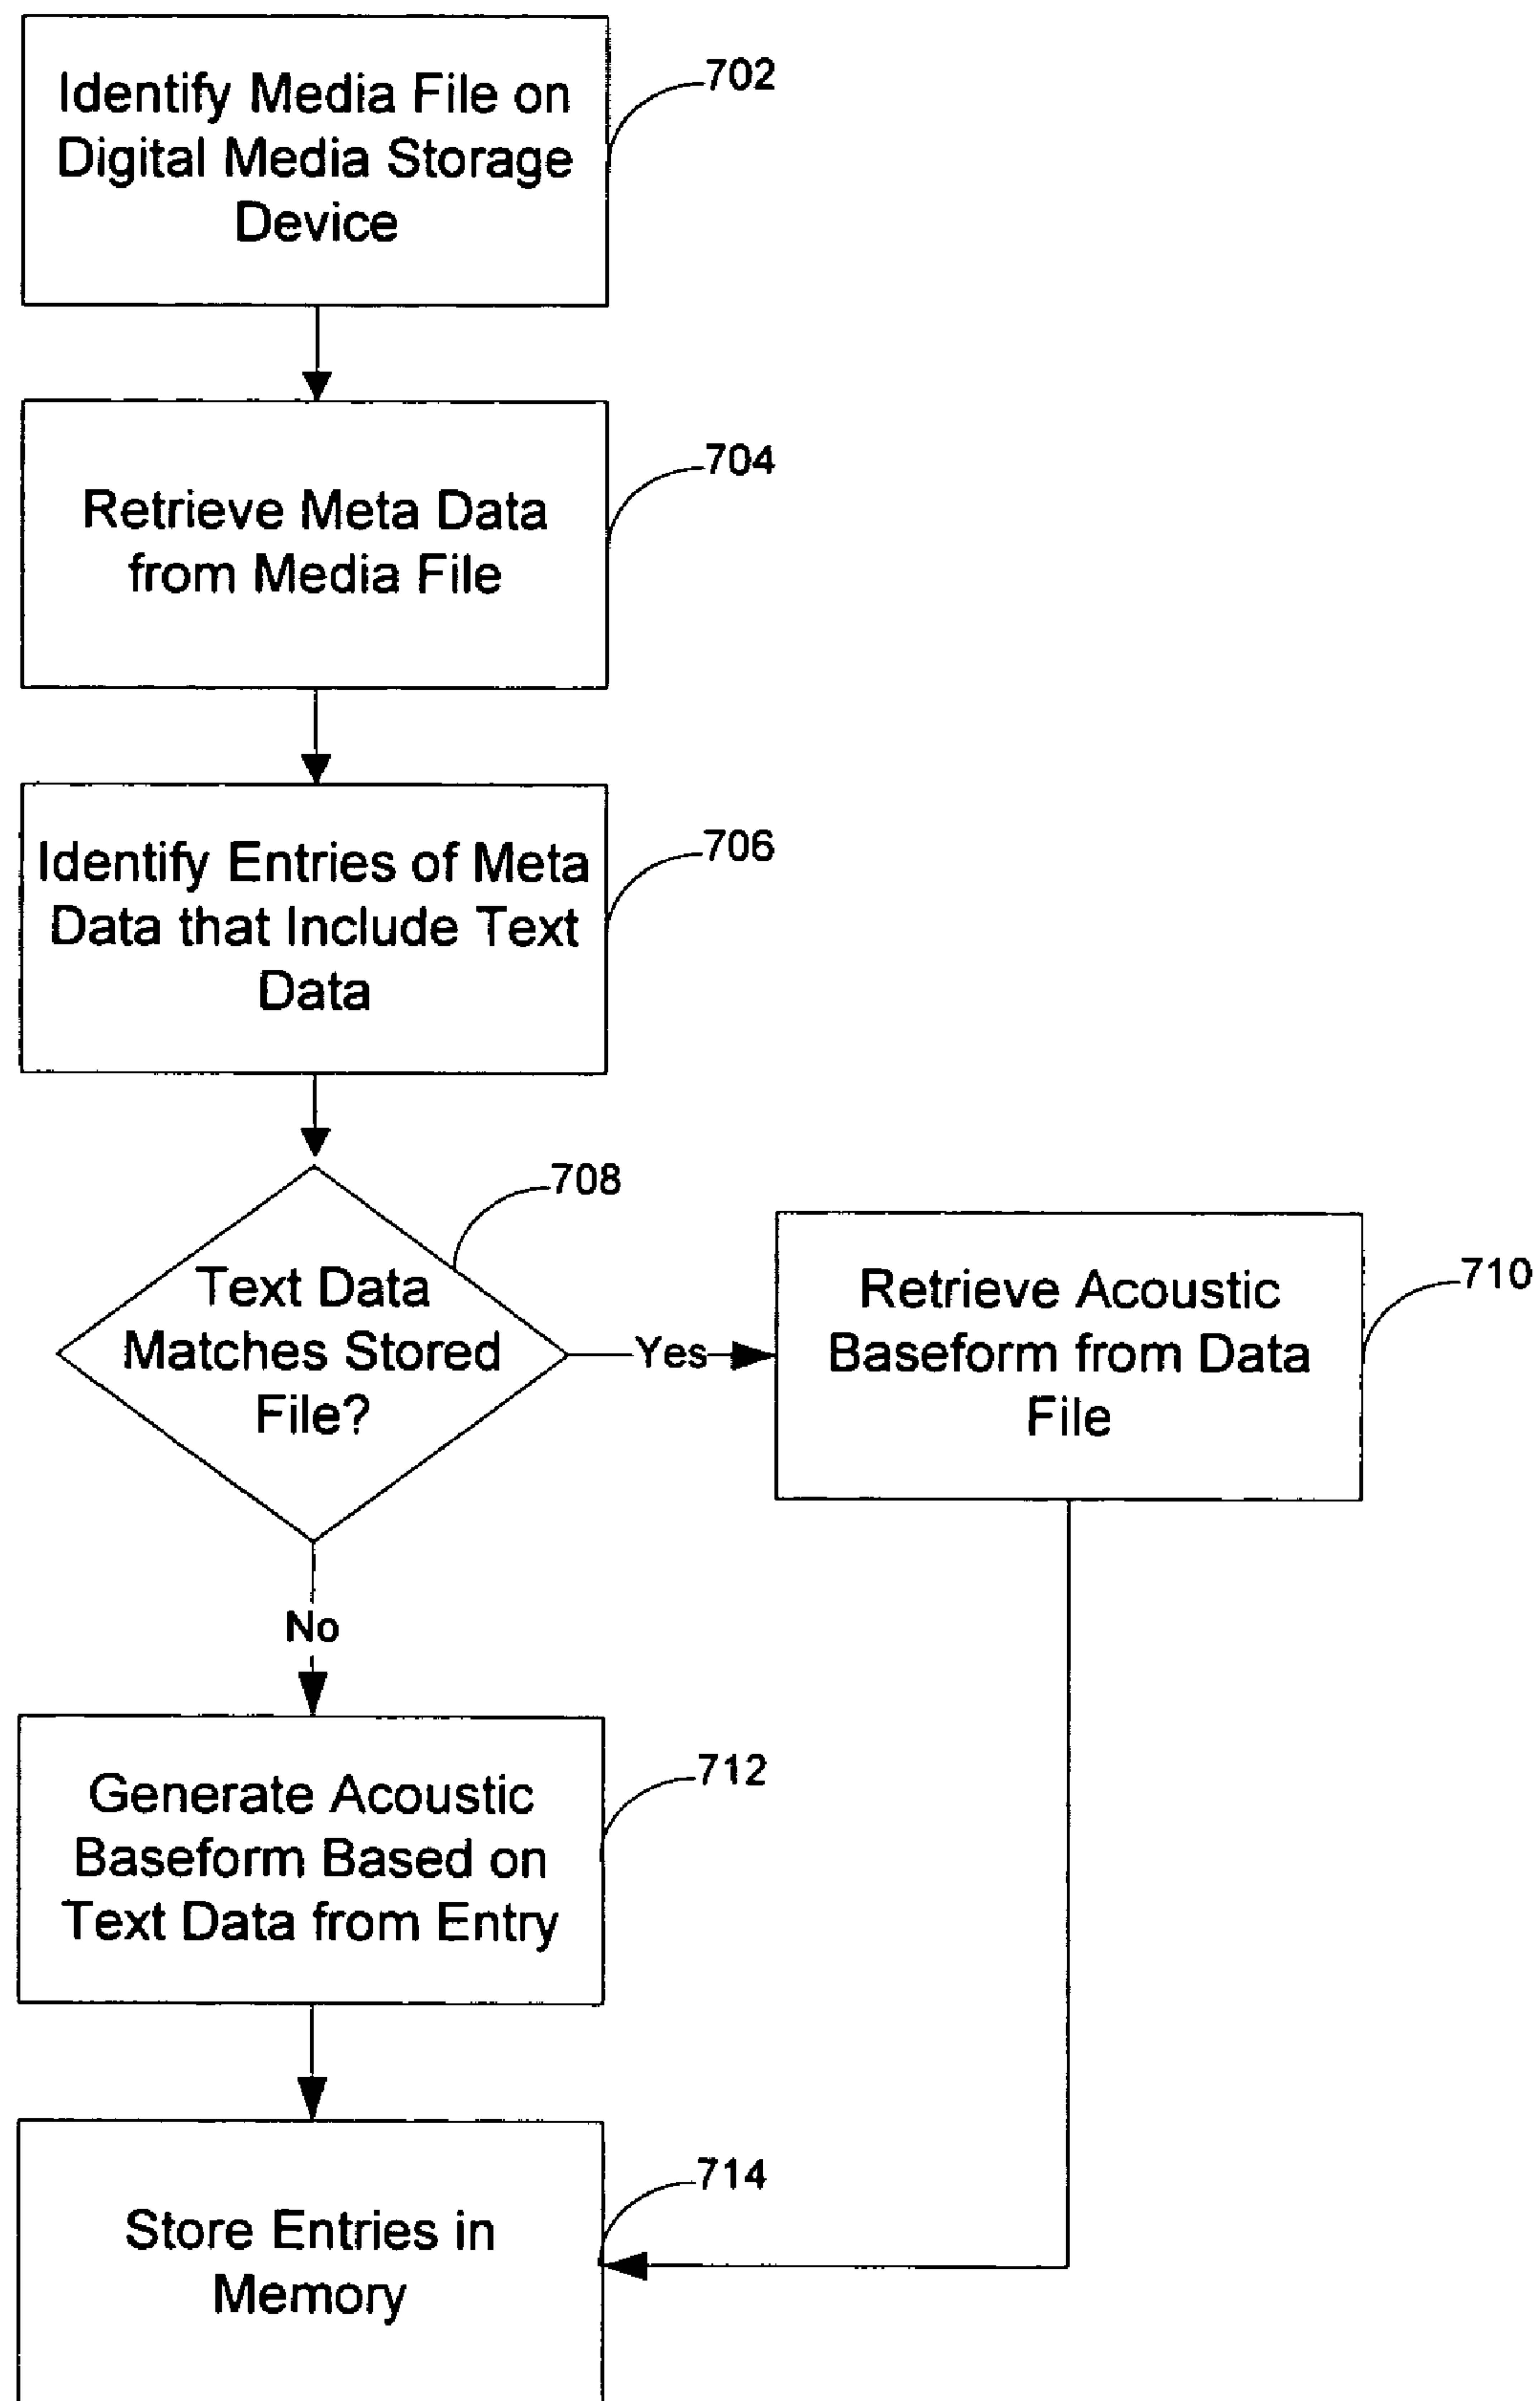 Identify Media File on
Digital Media Storage
Device
702
Retrieve Meta Data
from Media File
704
Identify Entries of Meta
Data that Include Text
Data
706
Text Data
Matches Stored
File?
708
Yes
Retrieve Acoustic
Baseform from Data
File
710
No
Generate Acoustic
Baseform Based on
Text Data from Entry
712
Store Entries in
Memory
714